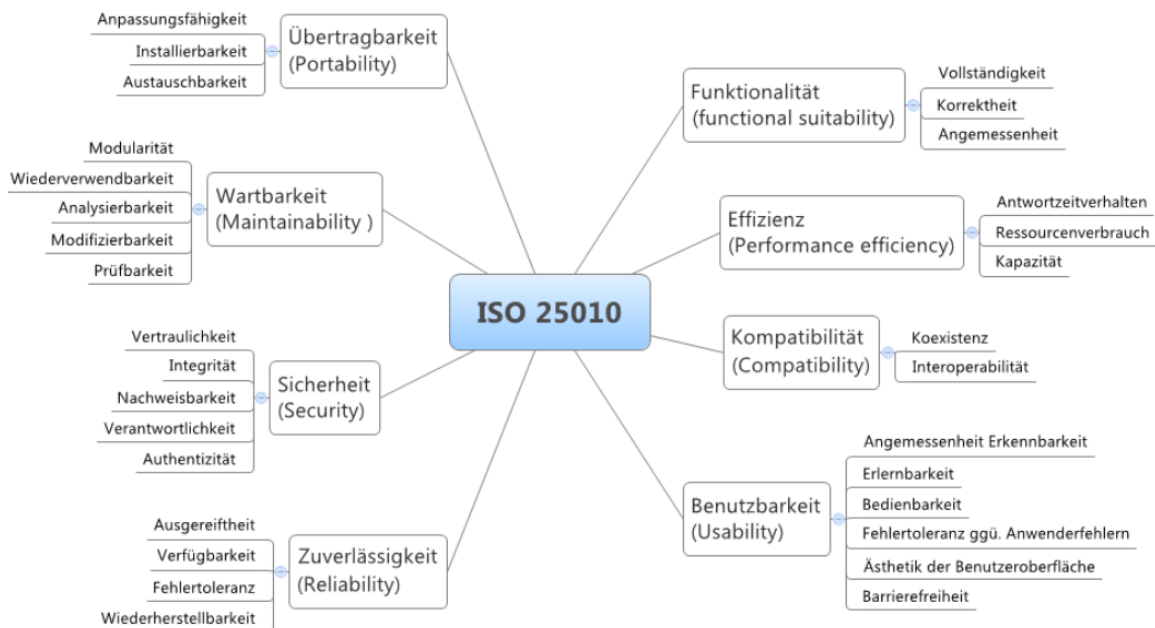 ISO 25010
Übertragbarkeit
(Portability)
Anpassungsfähigkeit
Installierbarkeit
Austauschbarkeit
Wartbarkeit
(Maintainability )
Modularität
Wiederverwendbarkeit
Analysierbarkeit
Modifizierbarkeit
Prüfbarkeit
Sicherheit
(Security)
Vertraulichkeit
Integrität
Nachweisbarkeit
Verantwortlichkeit
Authentizität
Zuverlässigkeit
(Reliability)
Ausgereiftheit
Verfügbarkeit
Fehlertoleranz
Wiederherstellbarkeit
Funktionalität
(functional suitability)
Vollständigkeit
Korrektheit
Angemessenheit
Effizienz
(Performance efficiency)
Antwortzeitverhalten
Ressourcenverbrauch
Kapazität
Kompatibilität
(Compatibility)
Koexistenz
Interoperabilität
Benutzbarkeit
(Usability)
Angemessenheit Erkennbarkeit
Erlernbarkeit
Bedienbarkeit
Fehlertoleranz ggü. Anwenderfehlern
Ästhetik der Benutzeroberfläche
Barrierefreiheit